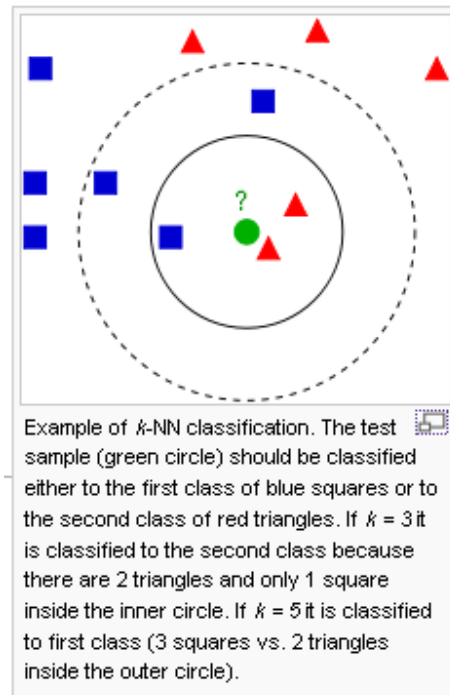 ?
Example of k-NN classification. The test
sample (green circle) should be classified
either to the first class of blue squares or to
the second class of red triangles. If k = 3 it
is classified to the second class because
there are 2 triangles and only 1 square
inside the inner circle. If k = 5 it is classified
to first class (3 squares vs. 2 triangles
inside the outer circle).